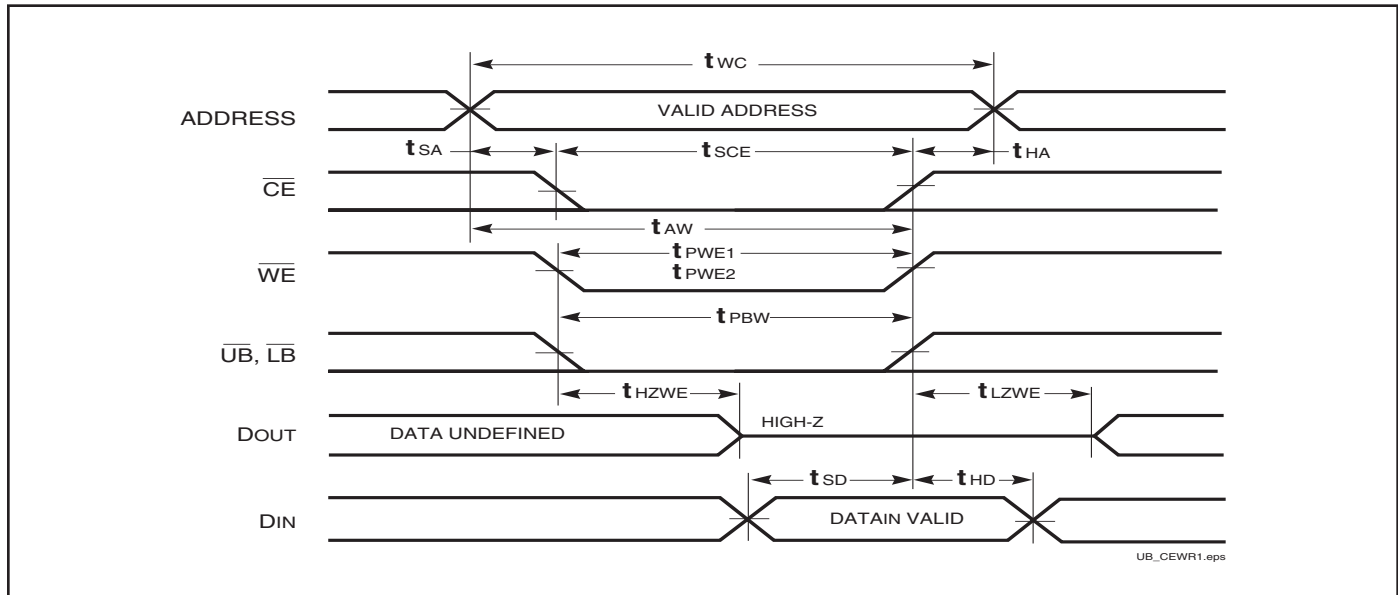 tWC
ADDRESS
VALID ADDRESS
tSA
tSCE
tHA
CE
tAW
tPWE1
WE
tPWE2
tPBW
UB, LB
tHZWE
tLZWE
DOUT
DATA UNDEFINED
HIGH-Z
tSD
tHD
DIN
DATAIN VALID
UB_CEWR1.eps